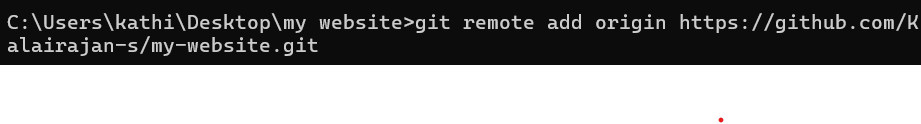 C:\Users\kathi\Desktop\my website>git remote add origin https://github.com/K
alairajan-s/my-website.git